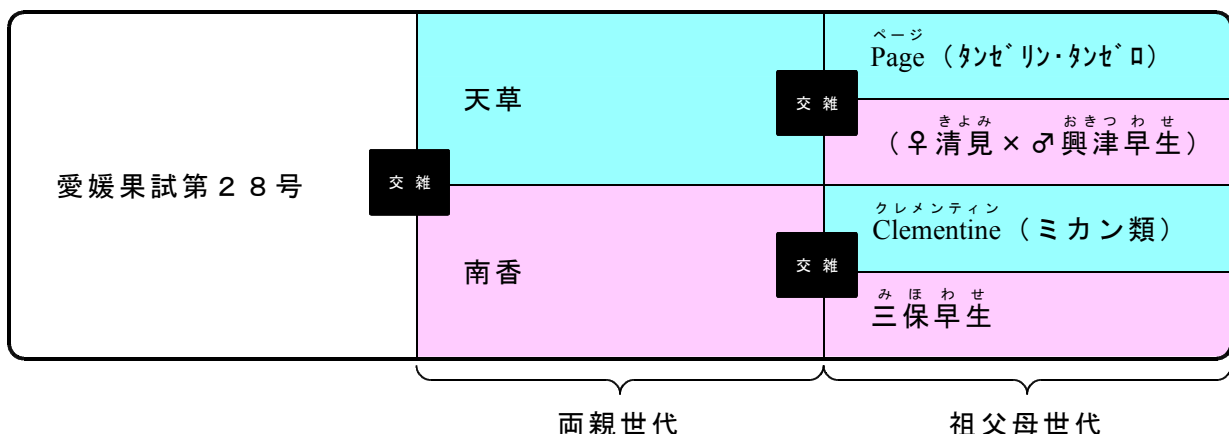 愛媛果試第２８号
交雑
天草
交雑
ページ
Page（ﾀﾝｾﾞﾘﾝ･ﾀﾝｾﾞﾛ）
きよみ おきつわせ
（♀清見×♂興津早生）
南香
交雑
クレメンティン
Clementine（ミカン類）
みほわせ
三保早生
両親世代
祖父母世代